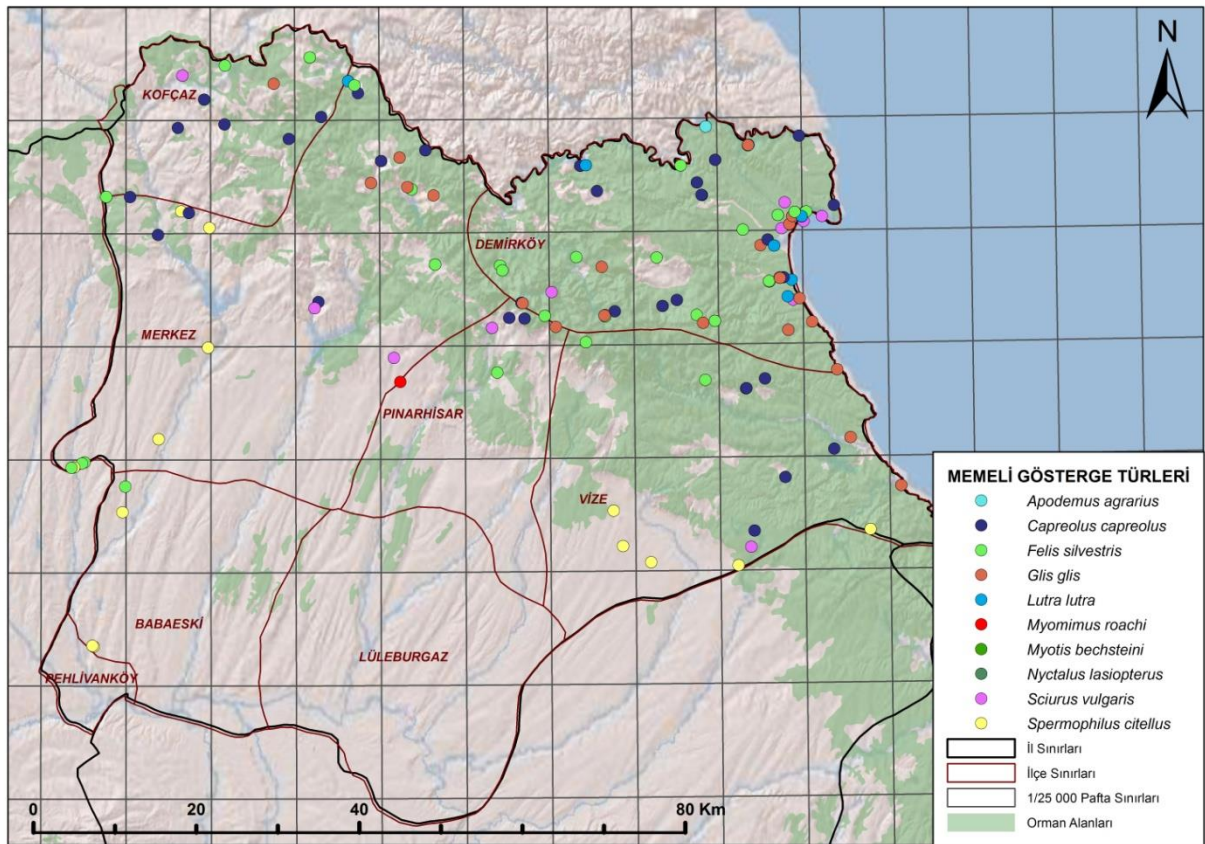 N
KOFÇAZ
DEMİRKÖY
MERKEZ
PINARHİSAR
VİZE
BABAESKİ
LÜLEBURGAZ
PEHLİVANKÖY
MEMELİ GÖSTERGE TÜRLERİ
Apodemus agrarius
Capreolus capreolus
Felis silvestris
Glis glis
Lutra lutra
Myomimus roachi
Myotis bechsteini
Nyctalus lasiopterus
Sciurus vulgaris
Spermophilus citellus
İl Sınırları
İlçe Sınırları
1/25 000 Pafta Sınırları
Orman Alanları
0 20 40 80 Km